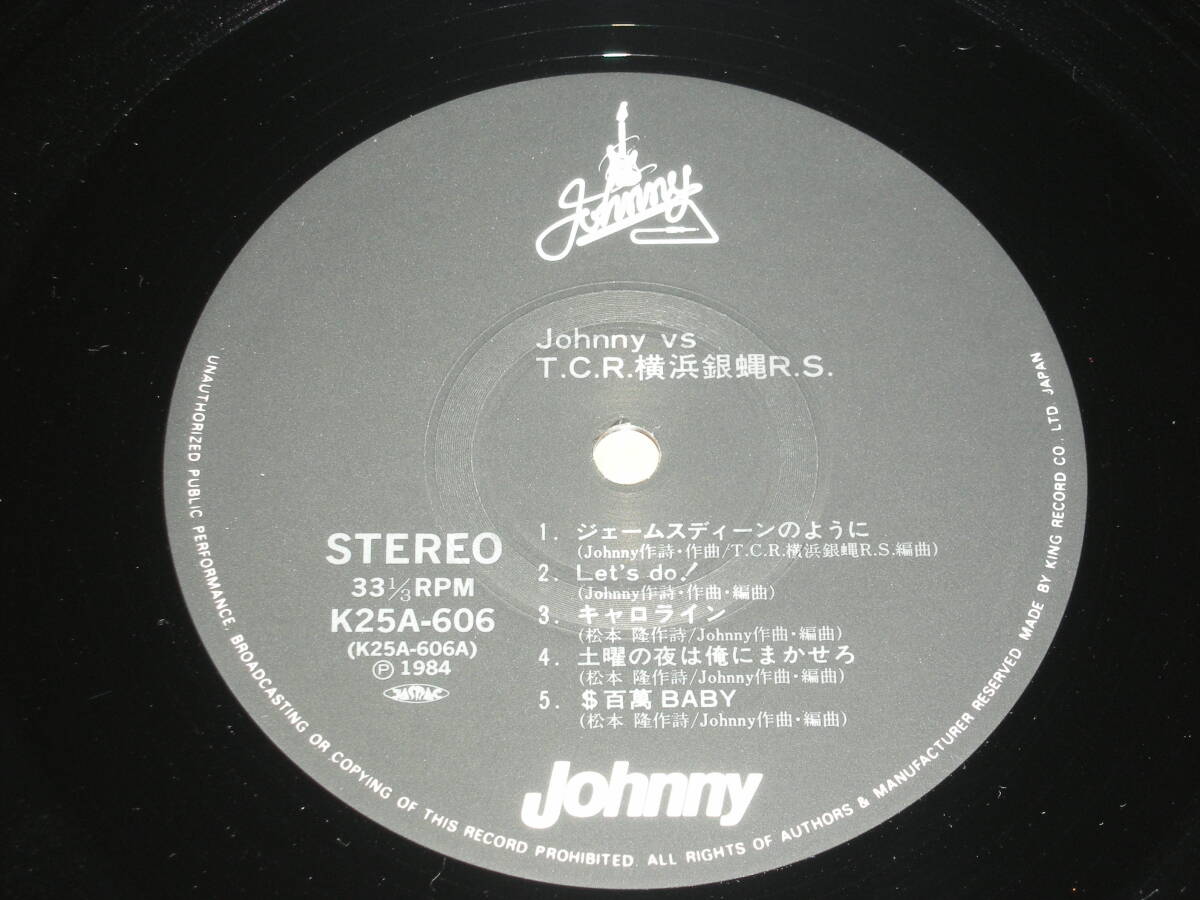 Johnny
Johnny vs
T.C.R.横浜銀蝿R.S.
STEREO
33 1/3 RPM
K25A-606
(K25A-606A)
Ⓟ 1984
JASRAC
1. ジェームスディーンのように
(Johnny作詩・作曲/T.C.R.横浜銀蝿R.S.編曲)
2. Let's do!
(Johnny作詩・作曲・編曲)
3. キャロライン
(松本 隆作詩/Johnny作曲・編曲)
4. 土曜の夜は俺にまかせろ
(松本 隆作詩/Johnny作曲・編曲)
5. $百萬BABY
(松本 隆作詩/Johnny作曲・編曲)
Johnny
UNAUTHORIZED PUBLIC PERFORMANCE, BROADCASTING OR COPYING OF THIS RECORD PROHIBITED. ALL RIGHTS OF AUTHORS & MANUFACTURER RESERVED. MADE BY KING RECORD CO. LTD. JAPAN